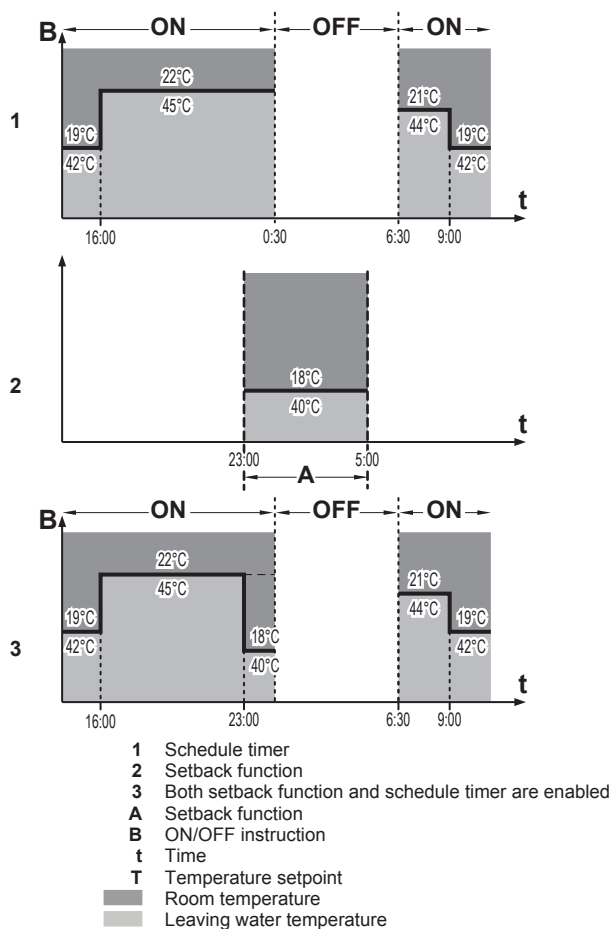 B ON OFF ON
22°C
45°C
21°C
44°C
1
19°C
42°C
19°C
42°C
t
16:00 0:30 6:30 9:00
18°C
40°C
2
t
23:00 5:00
A
B ON OFF ON
22°C
45°C
21°C
44°C
19°C
42°C
18°C
40°C
19°C
42°C
3
t
16:00 23:00 6:30 9:00
1 Schedule timer
2 Setback function
3 Both setback function and schedule timer are enabled
A Setback function
B ON/OFF instruction
t Time
T Temperature setpoint
Room temperature
Leaving water temperature